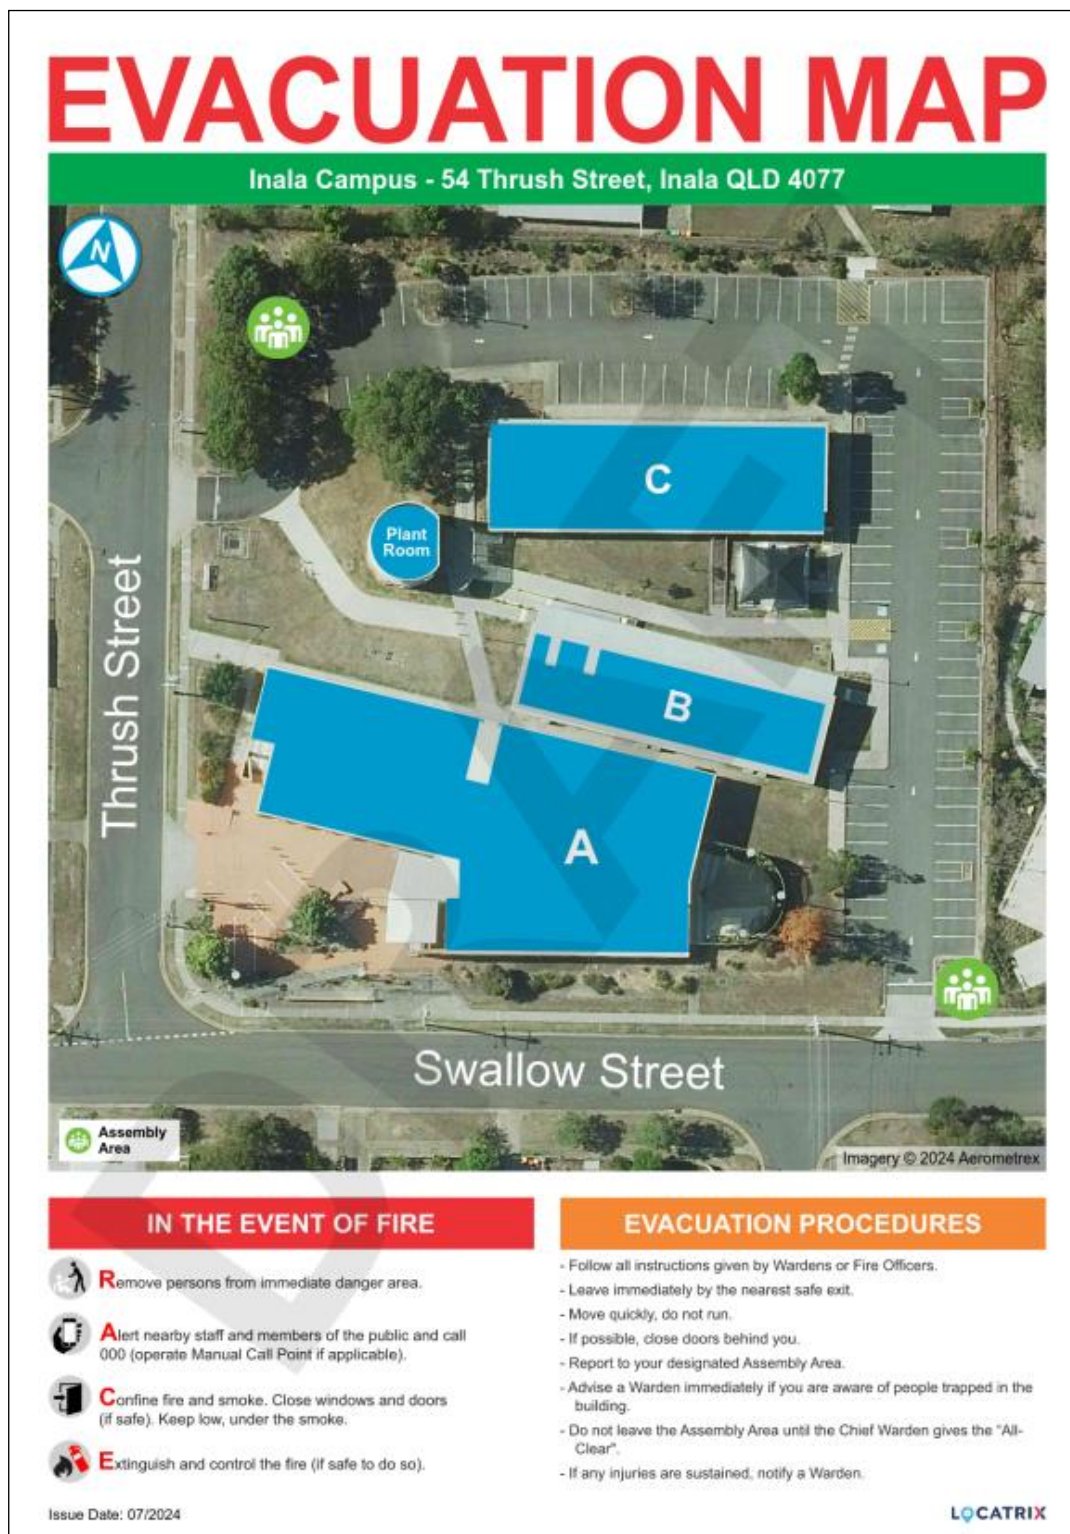 EVACUATION MAP
Inala Campus - 54 Thrush Street, Inala QLD 4077
N
C
Plant
Room
B
Thrush Street
A
Swallow Street
Assembly
Area
Imagery © 2024 Aerometrex
DRAFT
IN THE EVENT OF FIRE
Remove persons from immediate danger area.
Alert nearby staff and members of the public and call
000 (operate Manual Call Point if applicable).
Confine fire and smoke. Close windows and doors
(if safe). Keep low, under the smoke.
Extinguish and control the fire (if safe to do so).
EVACUATION PROCEDURES
- Follow all instructions given by Wardens or Fire Officers.
- Leave immediately by the nearest safe exit.
- Move quickly, do not run.
- If possible, close doors behind you.
- Report to your designated Assembly Area.
- Advise a Warden immediately if you are aware of people trapped in the
building.
- Do not leave the Assembly Area until the Chief Warden gives the "All-
Clear".
- If any injuries are sustained, notify a Warden.
Issue Date: 07/2024
LOCATRIX